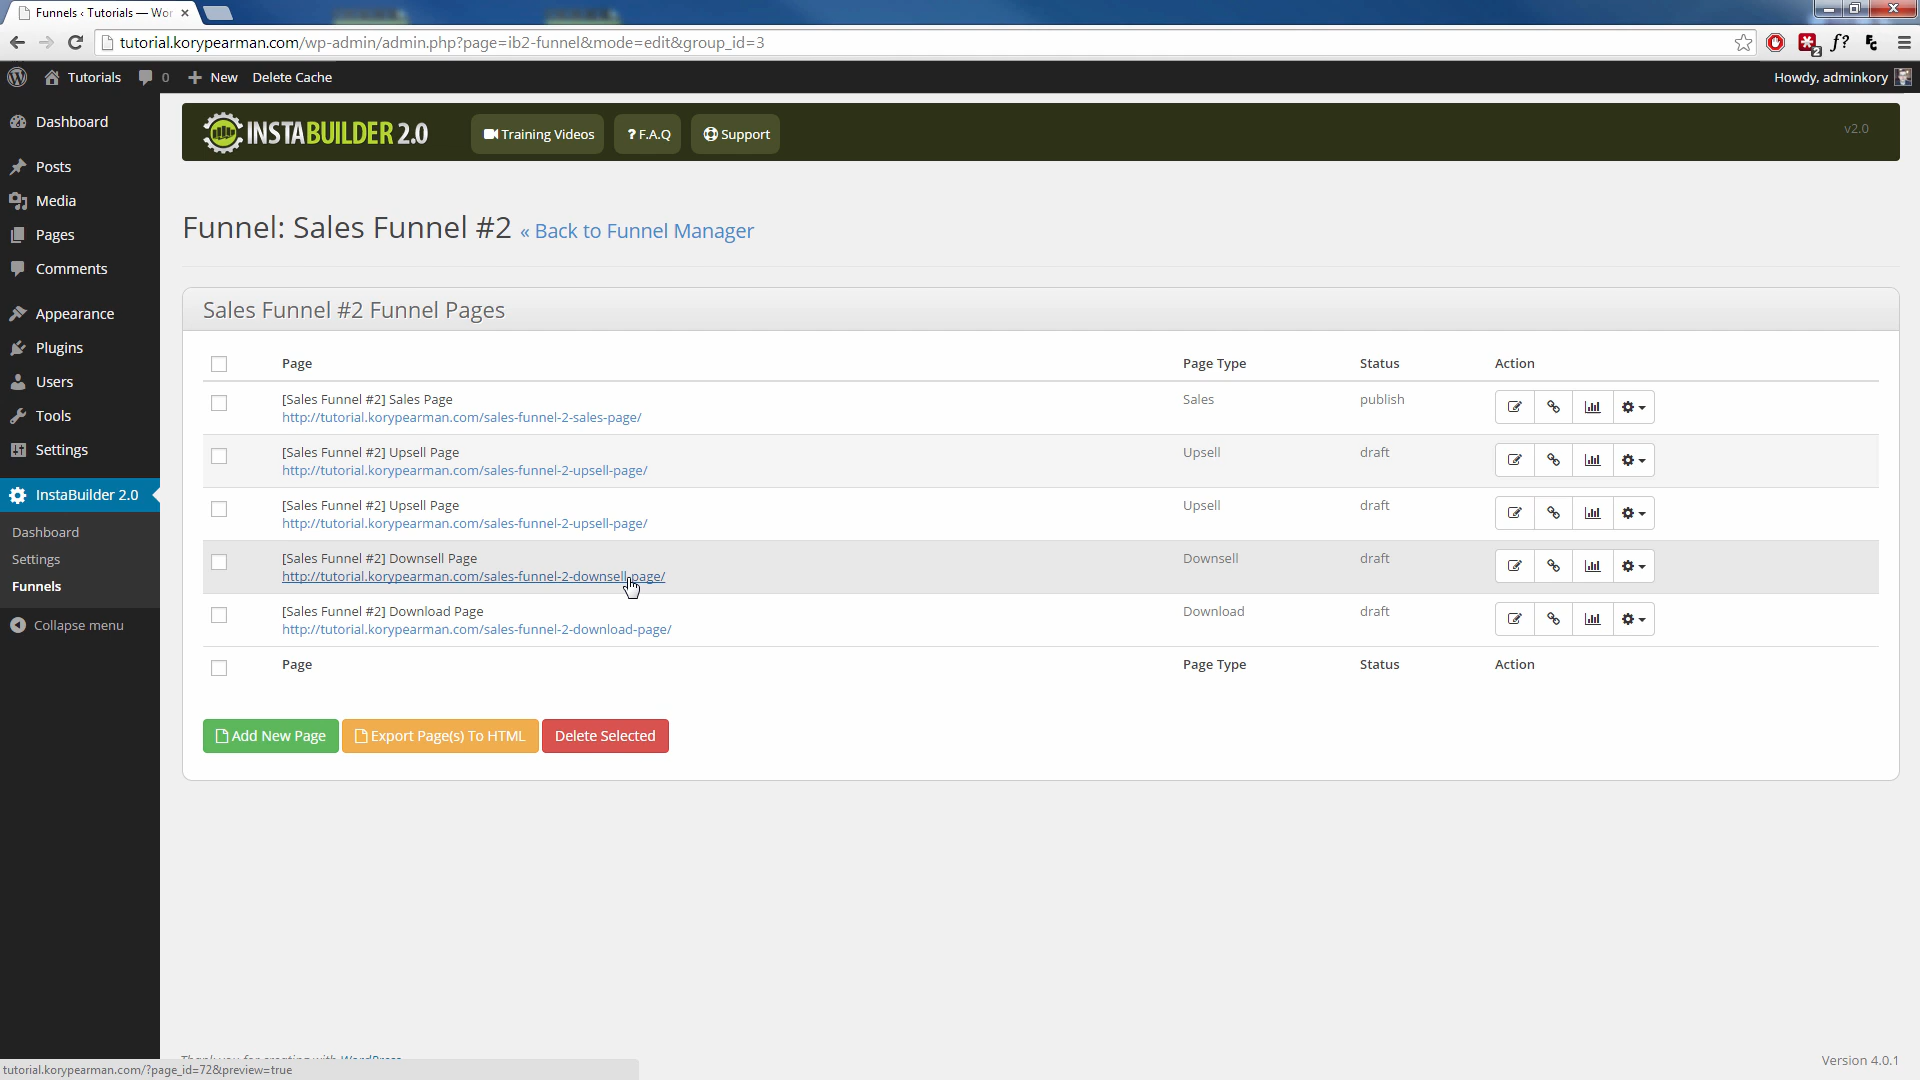 Funnels ‹ Tutorials — Wor
tutorial.korypearman.com/wp-admin/admin.php?page=ib2-funnel&mode=edit&group_id=3
Tutorials 0 New Delete Cache Howdy, adminkory
Dashboard
Posts
Media
Pages
Comments
Appearance
Plugins
Users
Tools
Settings
InstaBuilder 2.0
Dashboard
Settings
Funnels
Collapse menu
INSTABUILDER 2.0 Training Videos ? F.A.Q Support v2.0
Funnel: Sales Funnel #2 « Back to Funnel Manager
Sales Funnel #2 Funnel Pages
Page Page Type Status Action
[Sales Funnel #2] Sales Page Sales publish
http://tutorial.korypearman.com/sales-funnel-2-sales-page/
[Sales Funnel #2] Upsell Page Upsell draft
http://tutorial.korypearman.com/sales-funnel-2-upsell-page/
[Sales Funnel #2] Upsell Page Upsell draft
http://tutorial.korypearman.com/sales-funnel-2-upsell-page/
[Sales Funnel #2] Downsell Page Downsell draft
http://tutorial.korypearman.com/sales-funnel-2-downsell-page/
[Sales Funnel #2] Download Page Download draft
http://tutorial.korypearman.com/sales-funnel-2-download-page/
Page Page Type Status Action
Add New Page Export Page(s) To HTML Delete Selected
Thank you for creating with WordPress. Version 4.0.1
tutorial.korypearman.com/?page_id=72&preview=true